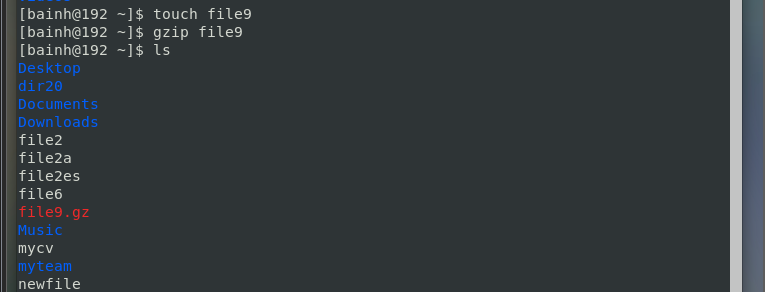 [bainh@192 ~]$ touch file9
[bainh@192 ~]$ gzip file9
[bainh@192 ~]$ ls
Desktop
dir20
Documents
Downloads
file2
file2a
file2es
file6
file9.gz
Music
mycv
myteam
newfile